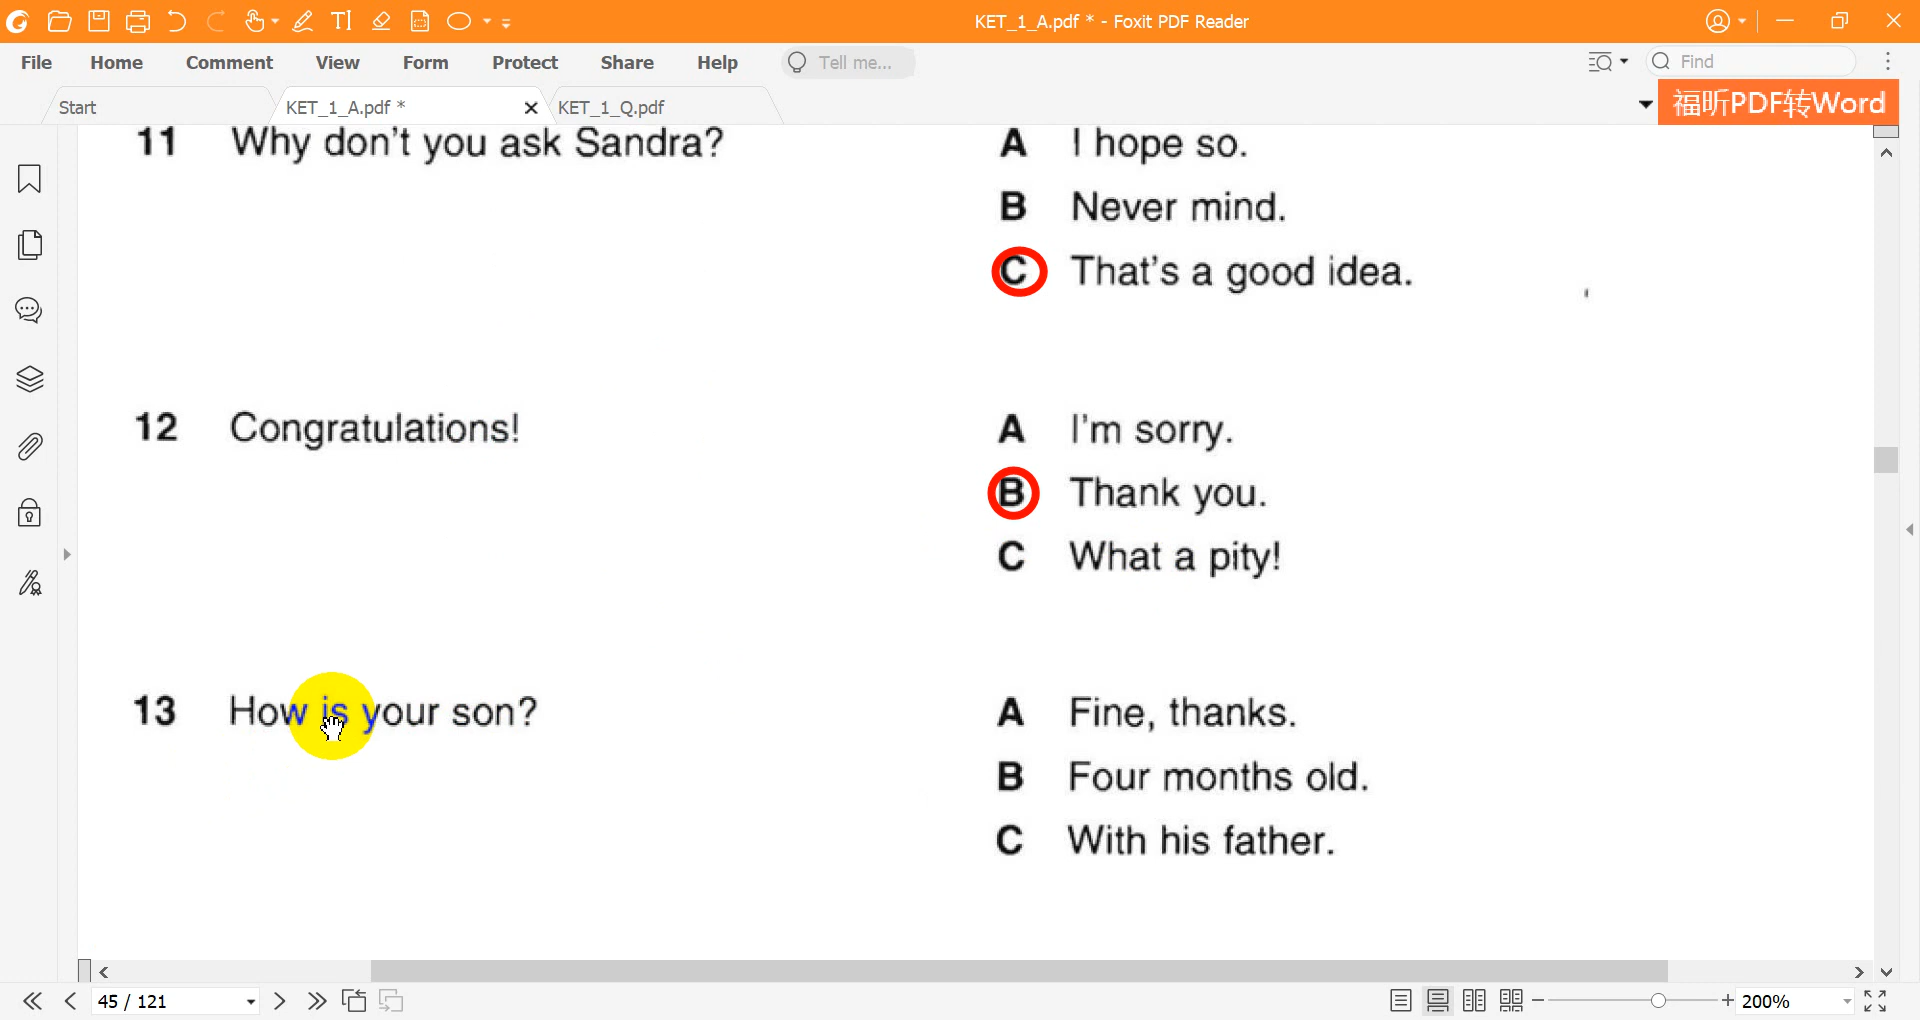 KET_1_A.pdf * - Foxit PDF Reader
File Home Comment View Form Protect Share Help Tell me... Find
Start KET_1_A.pdf * KET_1_Q.pdf 福昕PDF转Word
11 Why don't you ask Sandra? A I hope so.
B Never mind.
C That's a good idea.
12 Congratulations! A I'm sorry.
B Thank you.
C What a pity!
13 How is your son? A Fine, thanks.
B Four months old.
C With his father.
45 / 121 200%